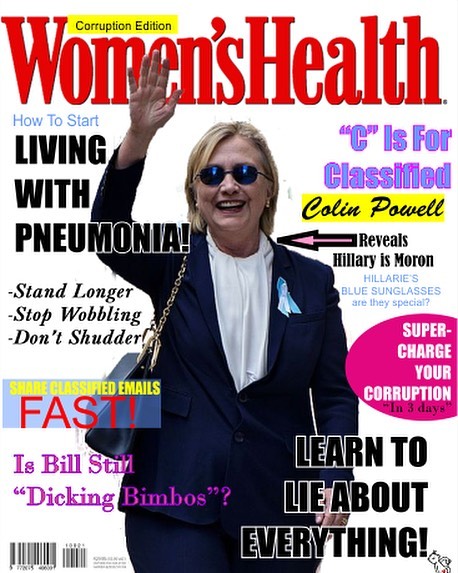 Corruption Edition
Women'sHealth
How To Start
LIVING
WITH
PNEUMONIA!
-Stand Longer
-Stop Wobbling
-Don't Shudder
SHARE CLASSIFIED EMAILS
FAST!
Is Bill Still
“Dicking Bimbos”?
“C” Is For
Classified
Colin Powell
Reveals
Hillary is Moron
HILLARIE'S
BLUE SUNGLASSES
are they special?
SUPER-
CHARGE
YOUR
CORRUPTION
“In 3 days”
LEARN TO
LIE ABOUT
EVERYTHING!